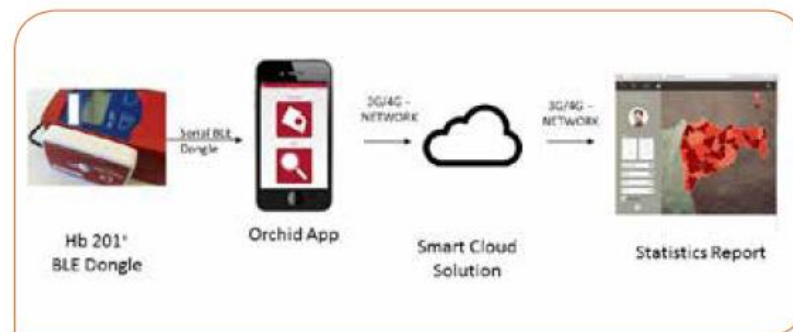 Serial BLE
Dongle
3G/4G –
NETWORK
3G/4G –
NETWORK
Hb 201⁺
BLE Dongle
Orchid App
Smart Cloud
Solution
Statistics Report